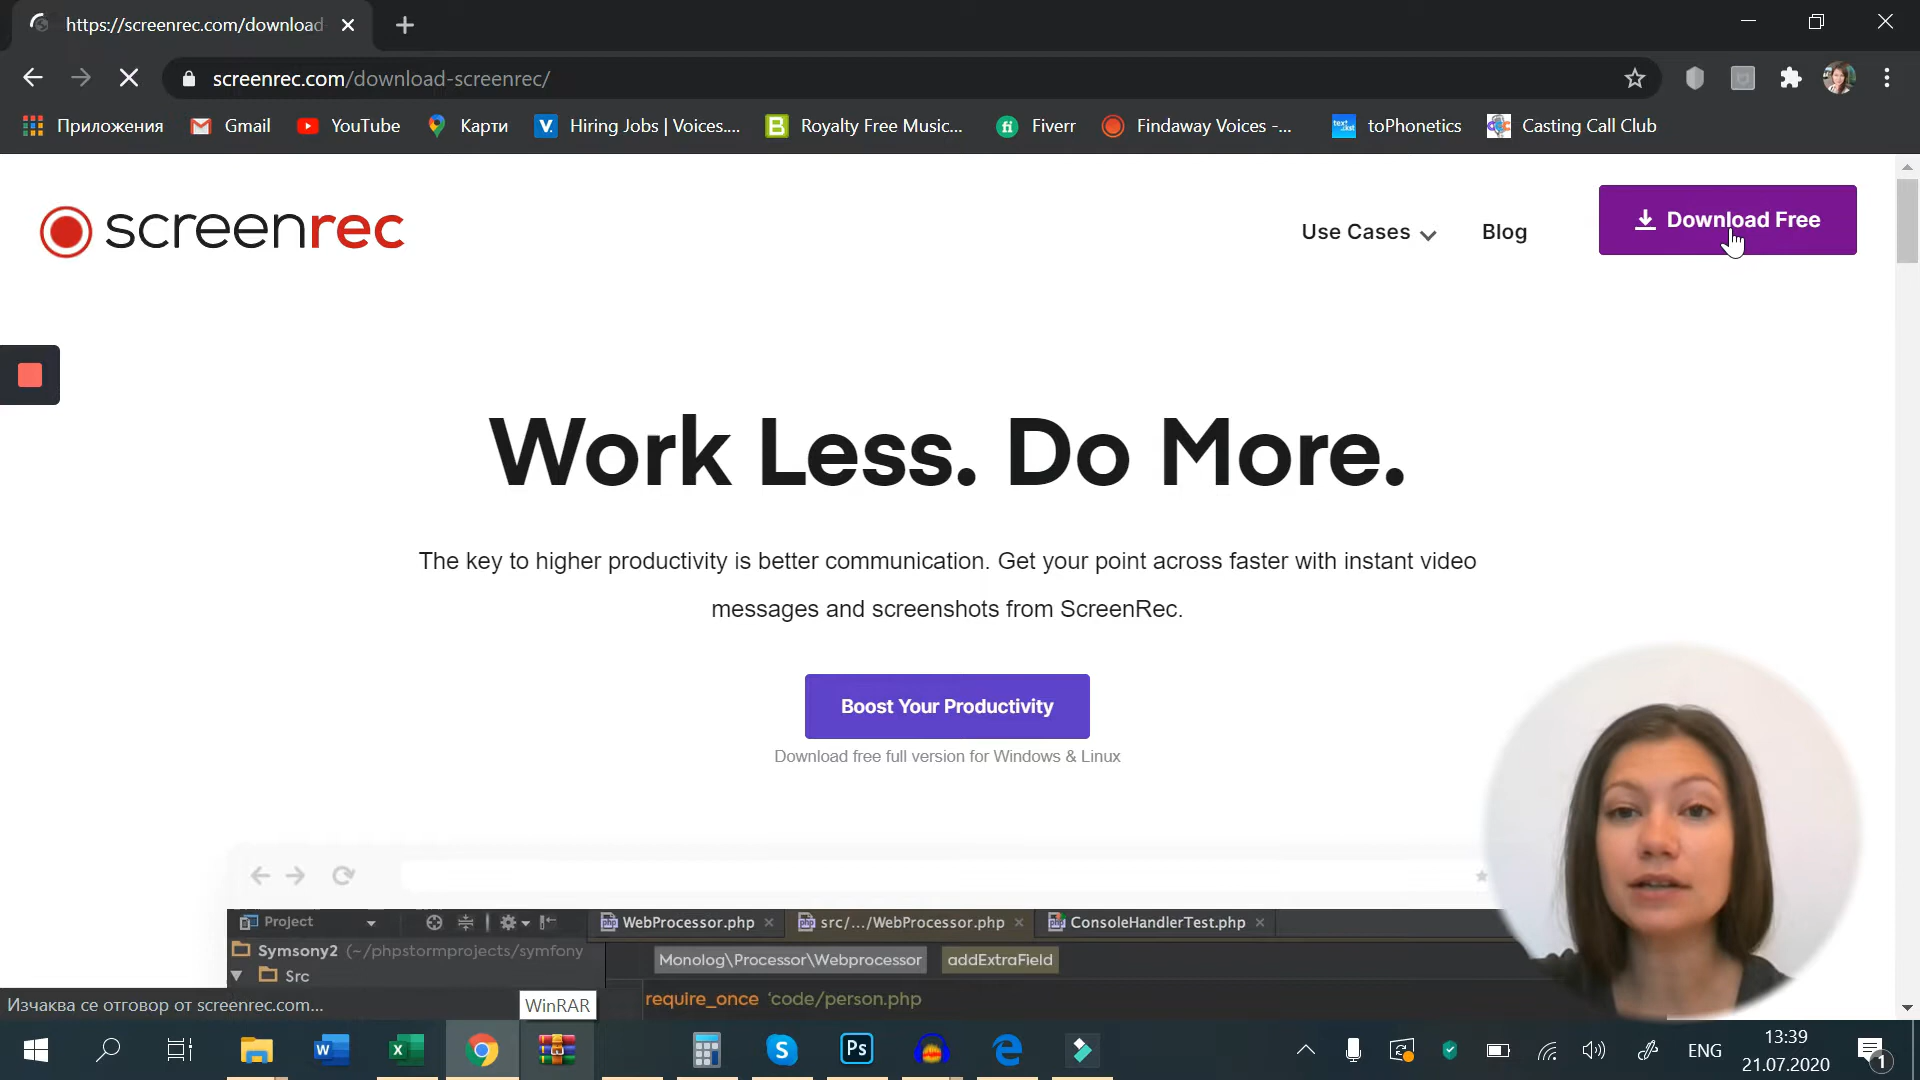 https://screenrec.com/download
screenrec.com/download-screenrec/
Приложения
Gmail
YouTube
Карти
Hiring Jobs | Voices....
Royalty Free Music...
Fiverr
Findaway Voices -...
toPhonetics
Casting Call Club
screenrec
Use Cases
Blog
Download Free
Work Less. Do More.
The key to higher productivity is better communication. Get your point across faster with instant video
messages and screenshots from ScreenRec.
Boost Your Productivity
Download free full version for Windows & Linux
Project
WebProcessor.php
src/.../WebProcessor.php
ConsoleHandlerTest.php
Symsony2 (~/phpstormprojects/symfony
Monolog\Processor\Webprocessor
addExtraField
Src
Изчаква се отговор от screenrec.com...
WinRAR
require_once 'code/person.php
Ps
ENG
13:39
21.07.2020
1